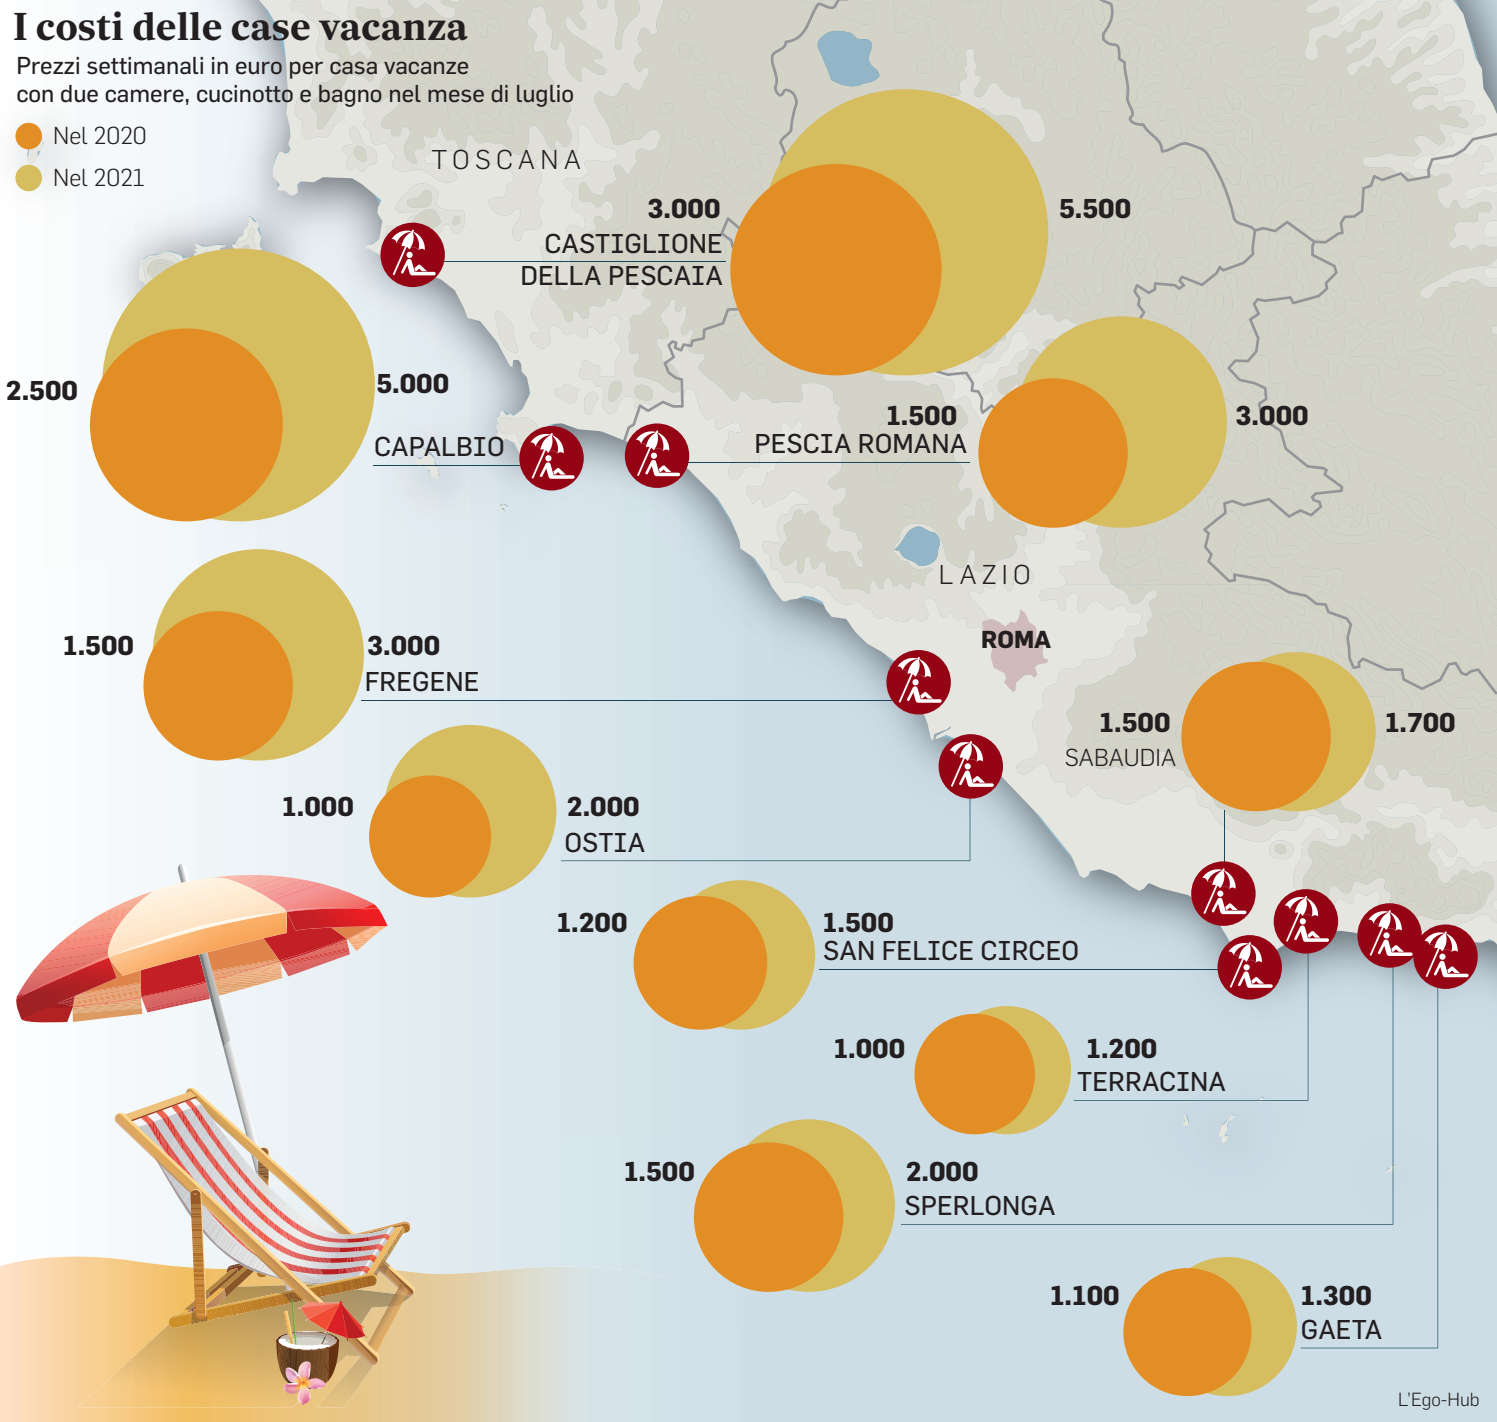 I costi delle case vacanza
Prezzi settimanali in euro per casa vacanze
con due camere, cucinotto e bagno nel mese di luglio
Nel 2020
Nel 2021
TOSCANA
3.000
5.500
CASTIGLIONE
DELLA PESCAIA
2.500
5.000
CAPALBIO
1.500
3.000
PESCIA ROMANA
LAZIO
ROMA
1.500
3.000
FREGENE
1.500
1.700
SABAUDIA
1.000
2.000
OSTIA
1.200
1.500
SAN FELICE CIRCEO
1.000
1.200
TERRACINA
1.500
2.000
SPERLONGA
1.100
1.300
GAETA
L'Ego-Hub